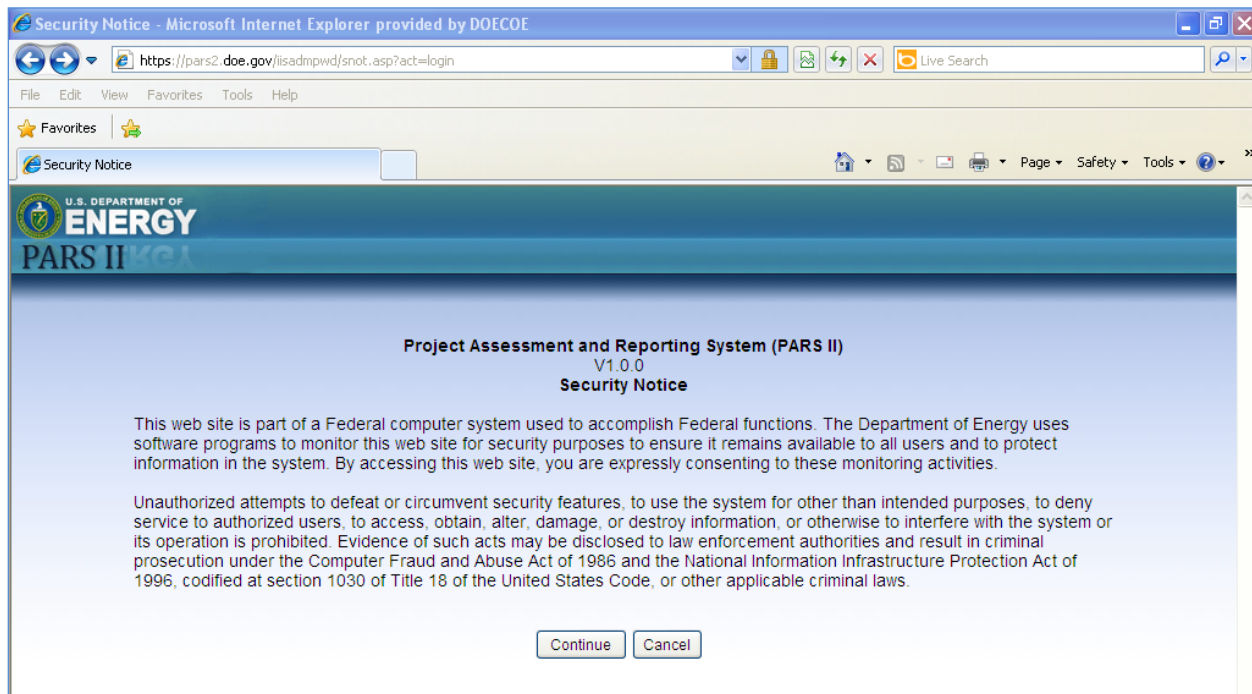 Security Notice - Microsoft Internet Explorer provided by DOECOE
https://pars2.doe.gov/iisadmpwd/snot.asp?act=login
Live Search
File Edit View Favorites Tools Help
Favorites
Security Notice
Page Safety Tools
U.S. DEPARTMENT OF
ENERGY
PARS II
Project Assessment and Reporting System (PARS II)
V1.0.0
Security Notice
This web site is part of a Federal computer system used to accomplish Federal functions. The Department of Energy uses
software programs to monitor this web site for security purposes to ensure it remains available to all users and to protect
information in the system. By accessing this web site, you are expressly consenting to these monitoring activities.
Unauthorized attempts to defeat or circumvent security features, to use the system for other than intended purposes, to deny
service to authorized users, to access, obtain, alter, damage, or destroy information, or otherwise to interfere with the system or
its operation is prohibited. Evidence of such acts may be disclosed to law enforcement authorities and result in criminal
prosecution under the Computer Fraud and Abuse Act of 1986 and the National Information Infrastructure Protection Act of
1996, codified at section 1030 of Title 18 of the United States Code, or other applicable criminal laws.
Continue Cancel